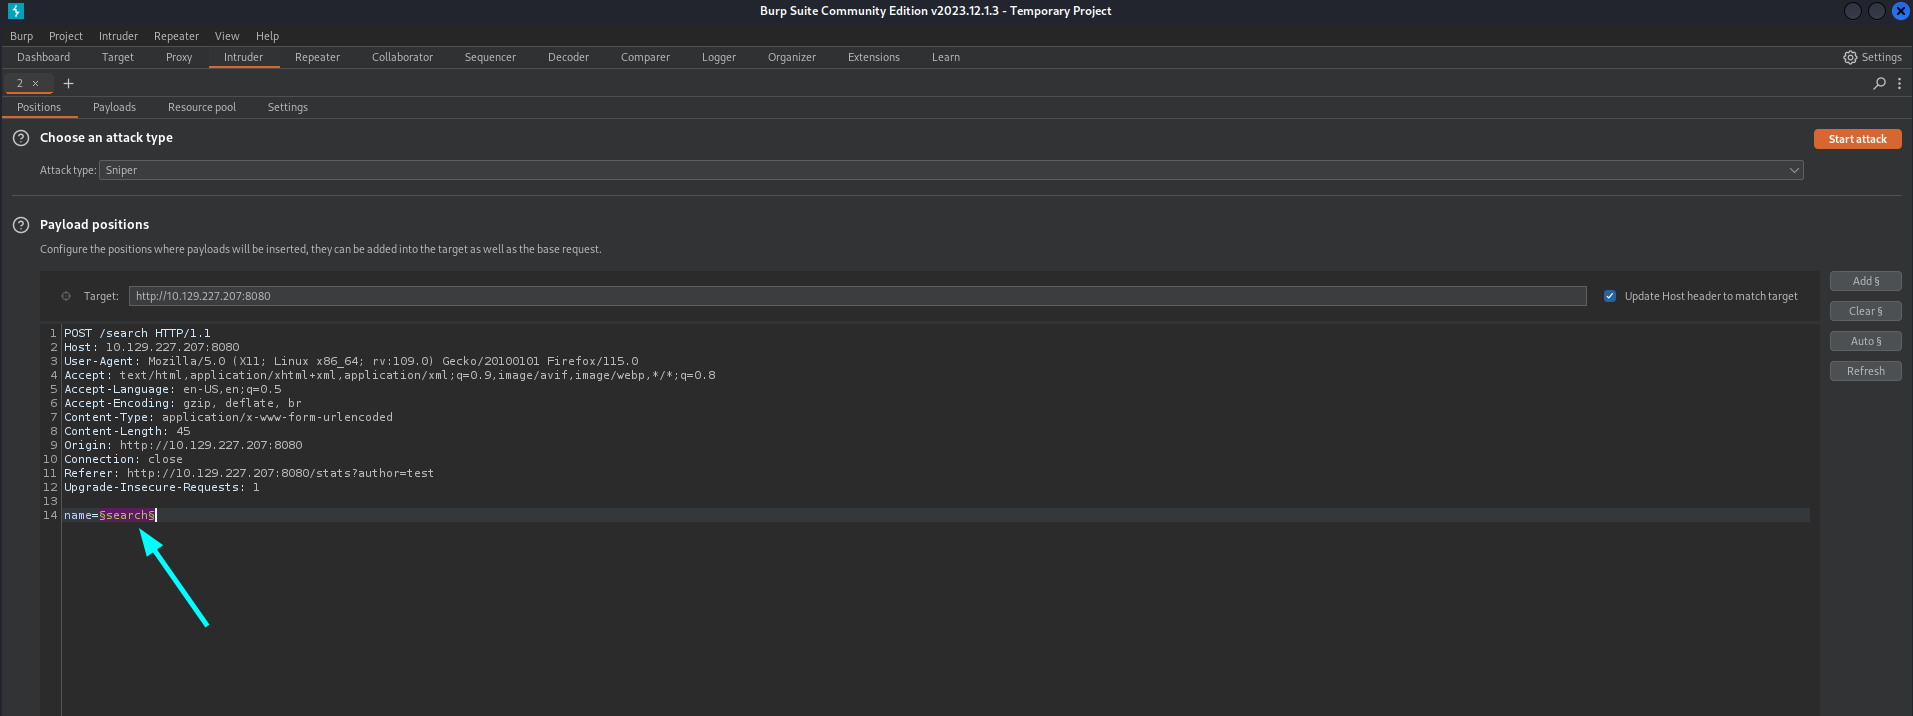 Burp Suite Community Edition v2023.12.1.3 - Temporary Project
Burp Project Intruder Repeater View Help
Dashboard Target Proxy Intruder Repeater Collaborator Sequencer Decoder Comparer Logger Organizer Extensions Learn Settings
2 × +
Positions Payloads Resource pool Settings
Choose an attack type
Start attack
Attack type: Sniper
Payload positions
Configure the positions where payloads will be inserted, they can be added into the target as well as the base request.
Add §
Target: http://10.129.227.207:8080 Update Host header to match target
Clear §
Auto §
Refresh
1 POST /search HTTP/1.1
2 Host: 10.129.227.207:8080
3 User-Agent: Mozilla/5.0 (X11; Linux x86_64; rv:109.0) Gecko/20100101 Firefox/115.0
4 Accept: text/html,application/xhtml+xml,application/xml;q=0.9,image/avif,image/webp,*/*;q=0.8
5 Accept-Language: en-US,en;q=0.5
6 Accept-Encoding: gzip, deflate, br
7 Content-Type: application/x-www-form-urlencoded
8 Content-Length: 45
9 Origin: http://10.129.227.207:8080
10 Connection: close
11 Referer: http://10.129.227.207:8080/stats?author=test
12 Upgrade-Insecure-Requests: 1
13
14 name=§search§